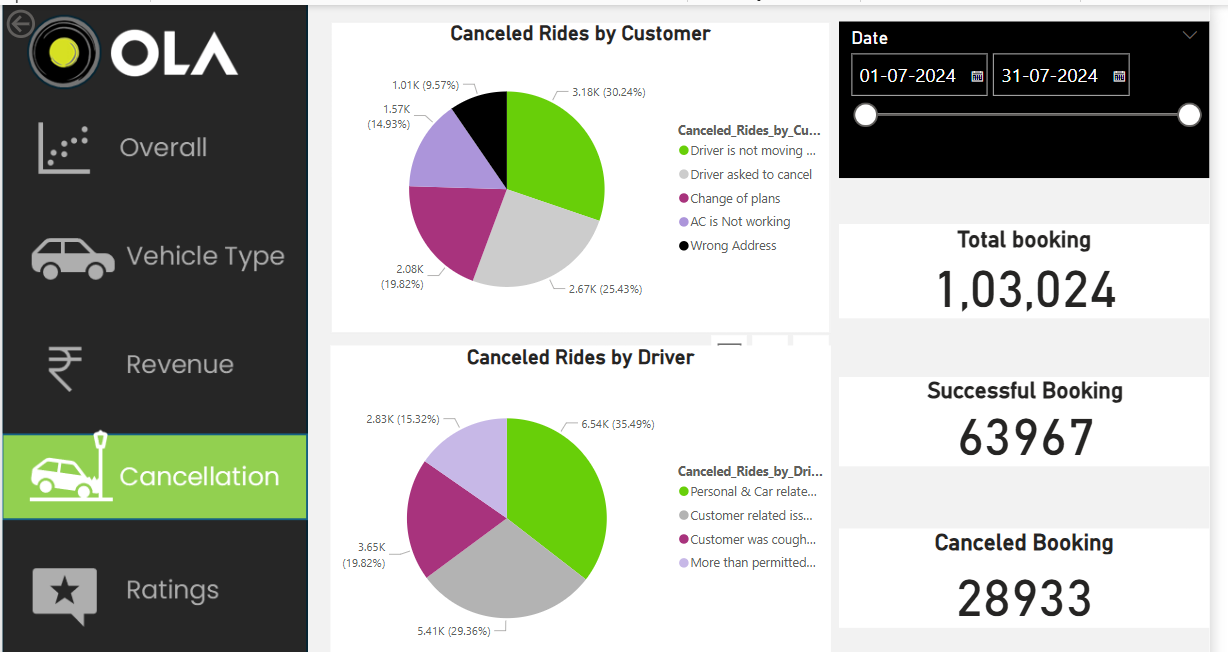 OLA
Overall
Vehicle Type
Revenue
Cancellation
Ratings
Canceled Rides by Customer
1.01K (9.57%)
3.18K (30.24%)
1.57K
(14.93%)
2.08K
(19.82%)
2.67K (25.43%)
Canceled_Rides_by_Cu...
Driver is not moving ...
Driver asked to cancel
Change of plans
AC is Not working
Wrong Address
Canceled Rides by Driver
2.83K (15.32%)
6.54K (35.49%)
3.65K
(19.82%)
5.41K (29.36%)
Canceled_Rides_by_Dri...
Personal & Car relate...
Customer related iss...
Customer was cough...
More than permitted...
Date
01-07-2024
31-07-2024
Total booking
1,03,024
Successful Booking
63967
Canceled Booking
28933